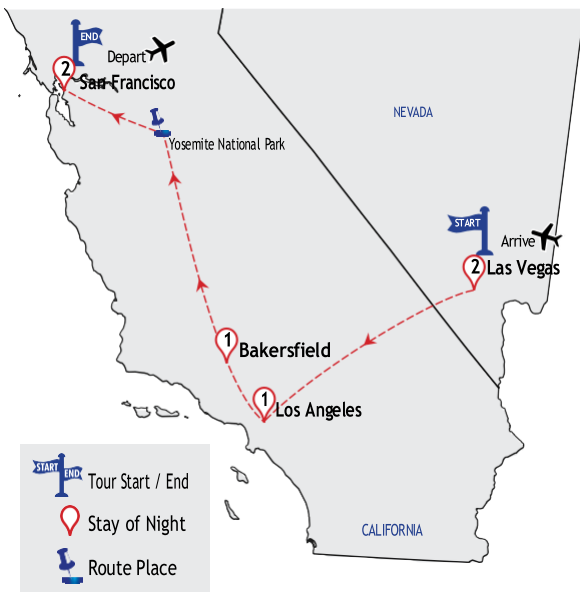 END
Depart
2
San Francisco
Yosemite National Park
NEVADA
START
Arrive
2
Las Vegas
1
Bakersfield
1
Los Angeles
START
END
Tour Start / End
Stay of Night
Route Place
CALIFORNIA